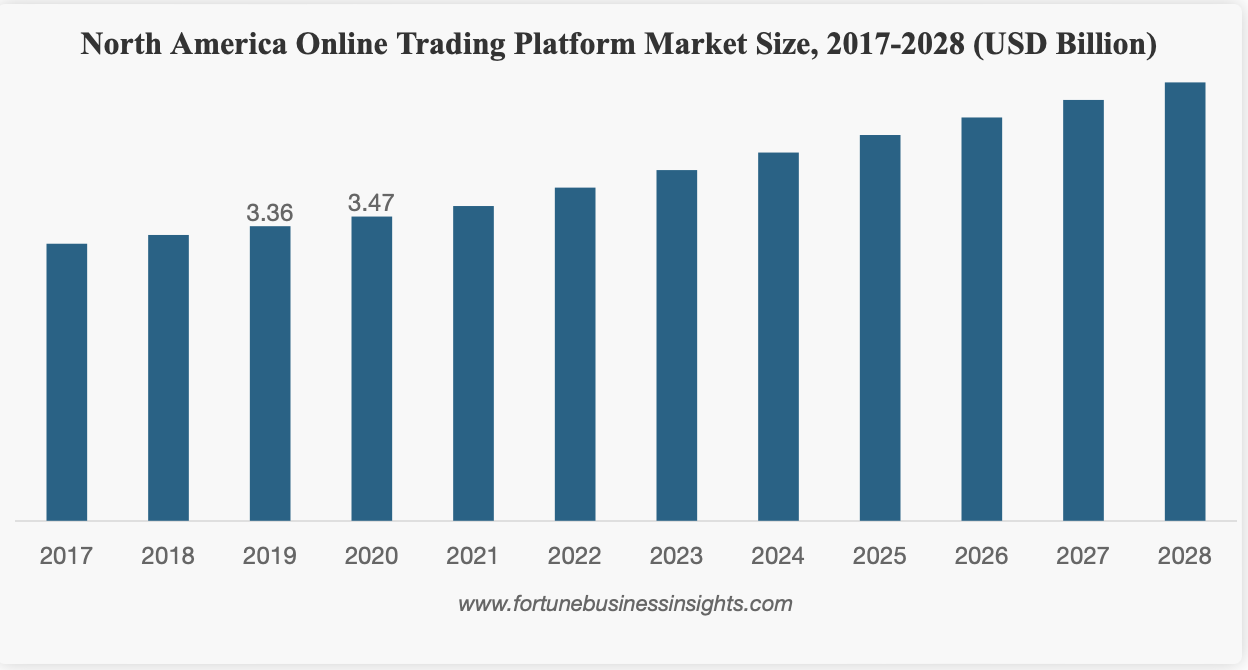 North America Online Trading Platform Market Size, 2017-2028 (USD Billion)
3.36
3.47
2017 2018 2019 2020 2021 2022 2023 2024 2025 2026 2027 2028
www.fortunebusinessinsights.com